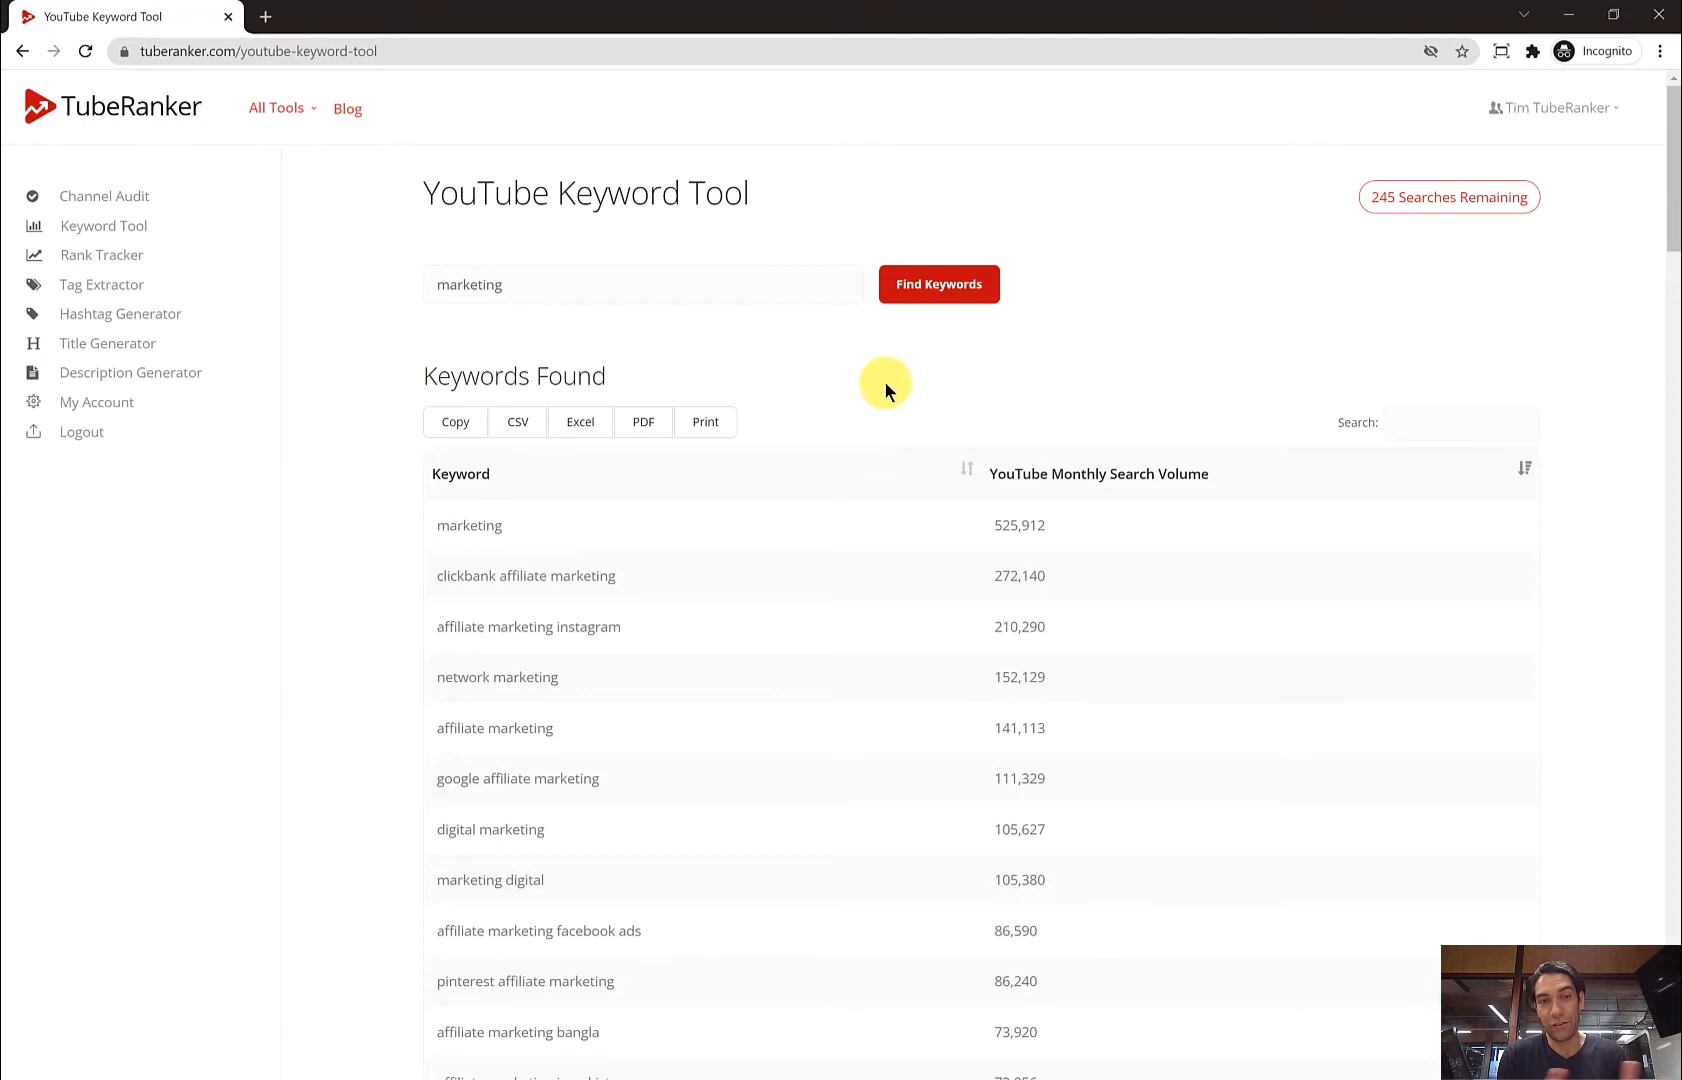 YouTube Keyword Tool
tuberanker.com/youtube-keyword-tool
Incognito
TubeRanker
All Tools
Blog
Tim TubeRanker
Channel Audit
Keyword Tool
Rank Tracker
Tag Extractor
Hashtag Generator
H Title Generator
Description Generator
My Account
Logout
YouTube Keyword Tool
245 Searches Remaining
marketing
Find Keywords
Keywords Found
Copy CSV Excel PDF Print
Search:
Keyword YouTube Monthly Search Volume
marketing 525,912
clickbank affiliate marketing 272,140
affiliate marketing instagram 210,290
network marketing 152,129
affiliate marketing 141,113
google affiliate marketing 111,329
digital marketing 105,627
marketing digital 105,380
affiliate marketing facebook ads 86,590
pinterest affiliate marketing 86,240
affiliate marketing bangla 73,920